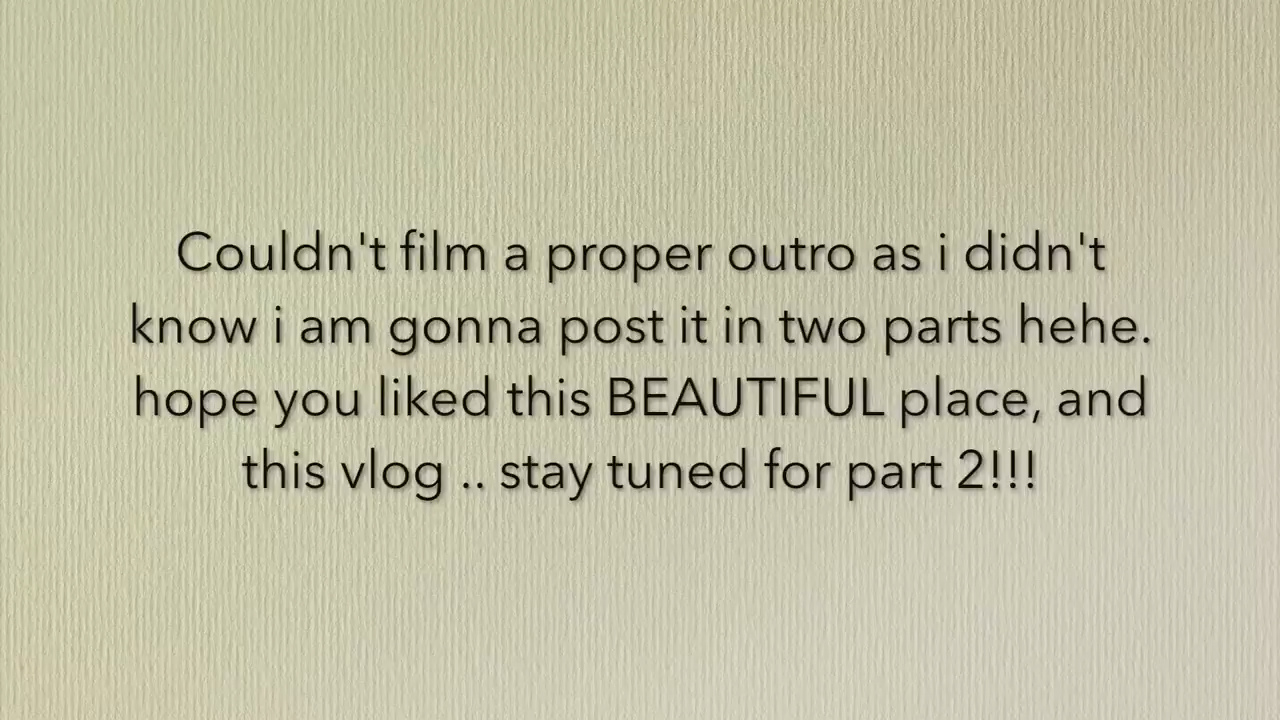 Couldn't film a proper outro as i didn't
know i am gonna post it in two parts hehe.
hope you liked this BEAUTIFUL place, and
this vlog .. stay tuned for part 2!!!